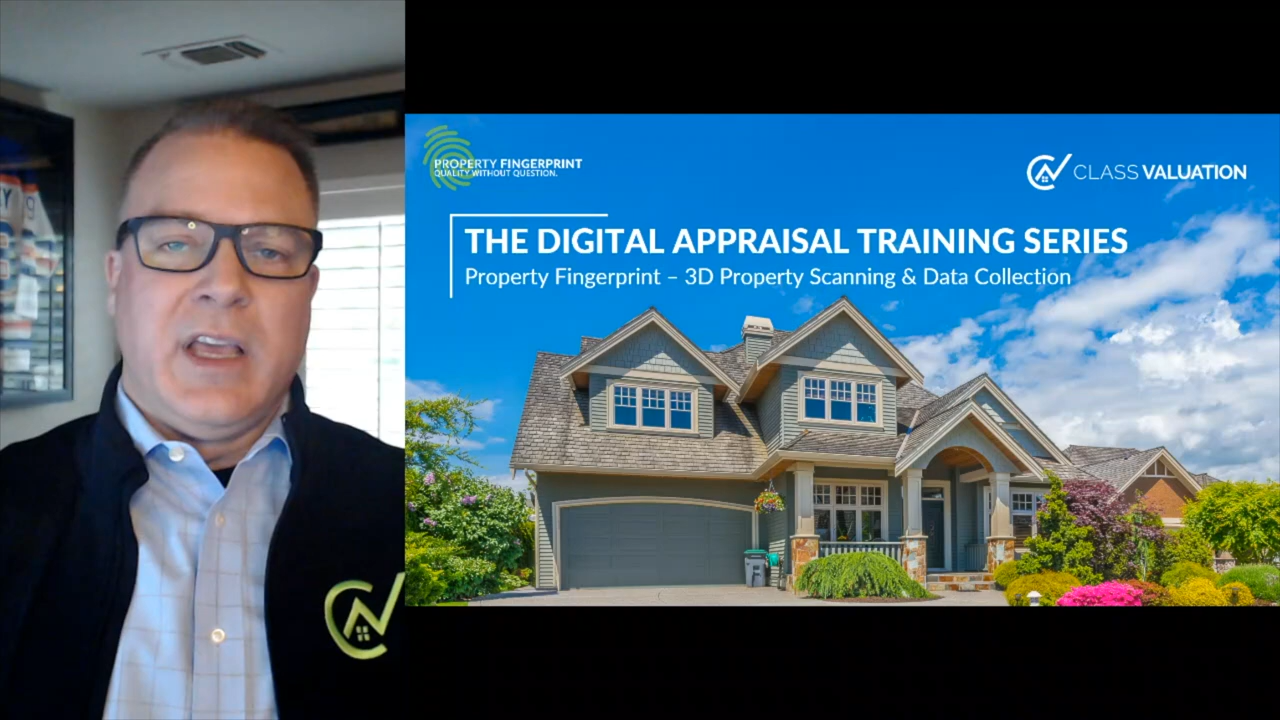 PROPERTY FINGERPRINT
QUALITY WITHOUT QUESTION.
CLASS VALUATION
THE DIGITAL APPRAISAL TRAINING SERIES
Property Fingerprint – 3D Property Scanning & Data Collection